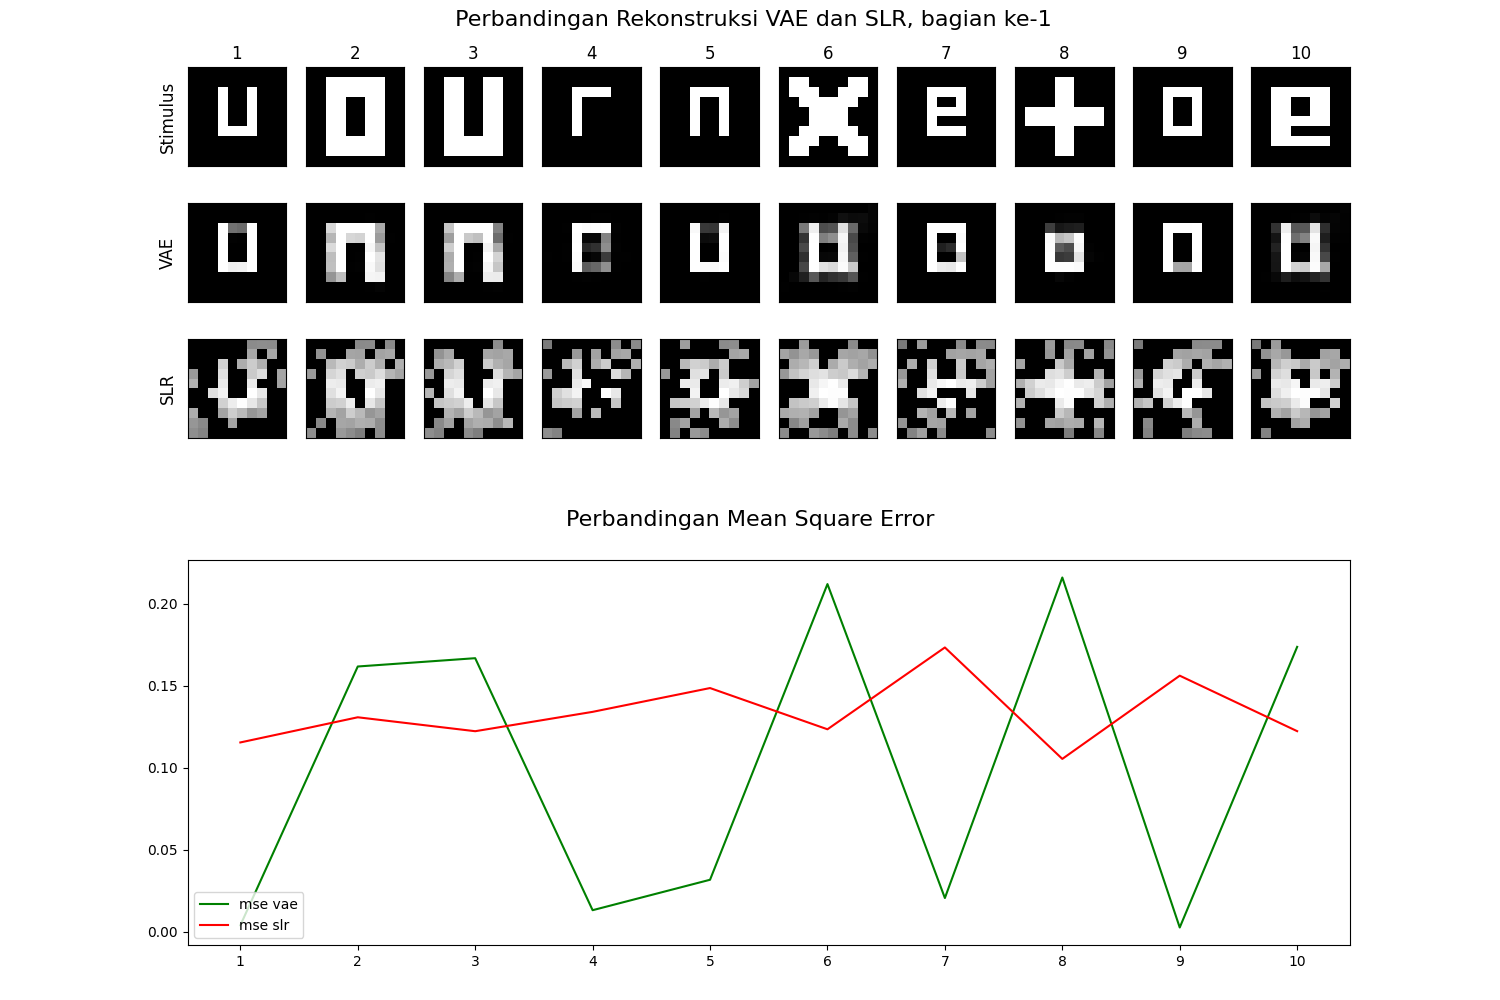 Perbandingan Rekonstruksi VAE dan SLR, bagian ke-1
1 2 3 4 5 6 7 8 9 10
Stimulus
u o u r n x e + o e
VAE
SLR
Perbandingan Mean Square Error
0.20
0.15
0.10
0.05
0.00
mse vae
mse slr
1 2 3 4 5 6 7 8 9 10